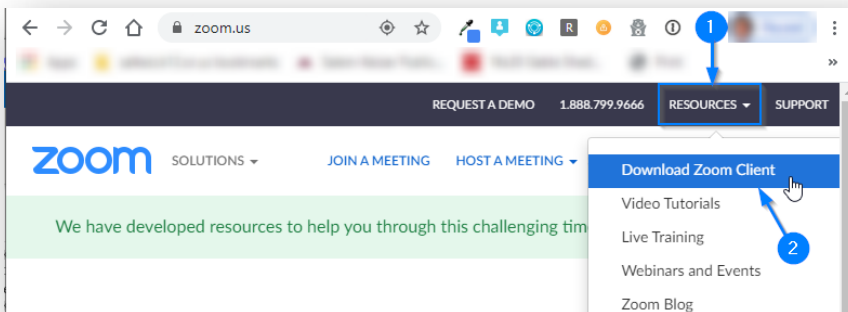 zoom.us
R
1
REQUEST A DEMO 1.888.799.9666 RESOURCES SUPPORT
zoom SOLUTIONS JOIN A MEETING HOST A MEETING
Download Zoom Client
Video Tutorials
We have developed resources to help you through this challenging tim
Live Training
2
Webinars and Events
Zoom Blog